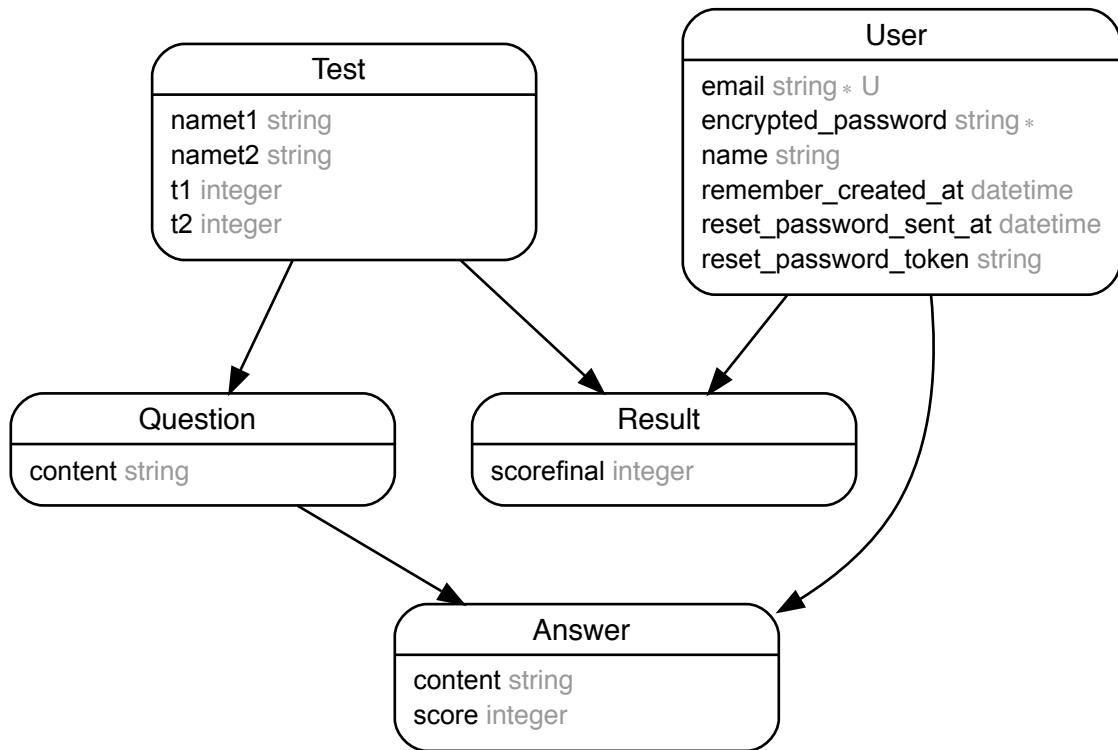 Test
namet1 string
namet2 string
t1 integer
t2 integer
User
email string * U
encrypted_password string *
name string
remember_created_at datetime
reset_password_sent_at datetime
reset_password_token string
Question
content string
Result
scorefinal integer
Answer
content string
score integer